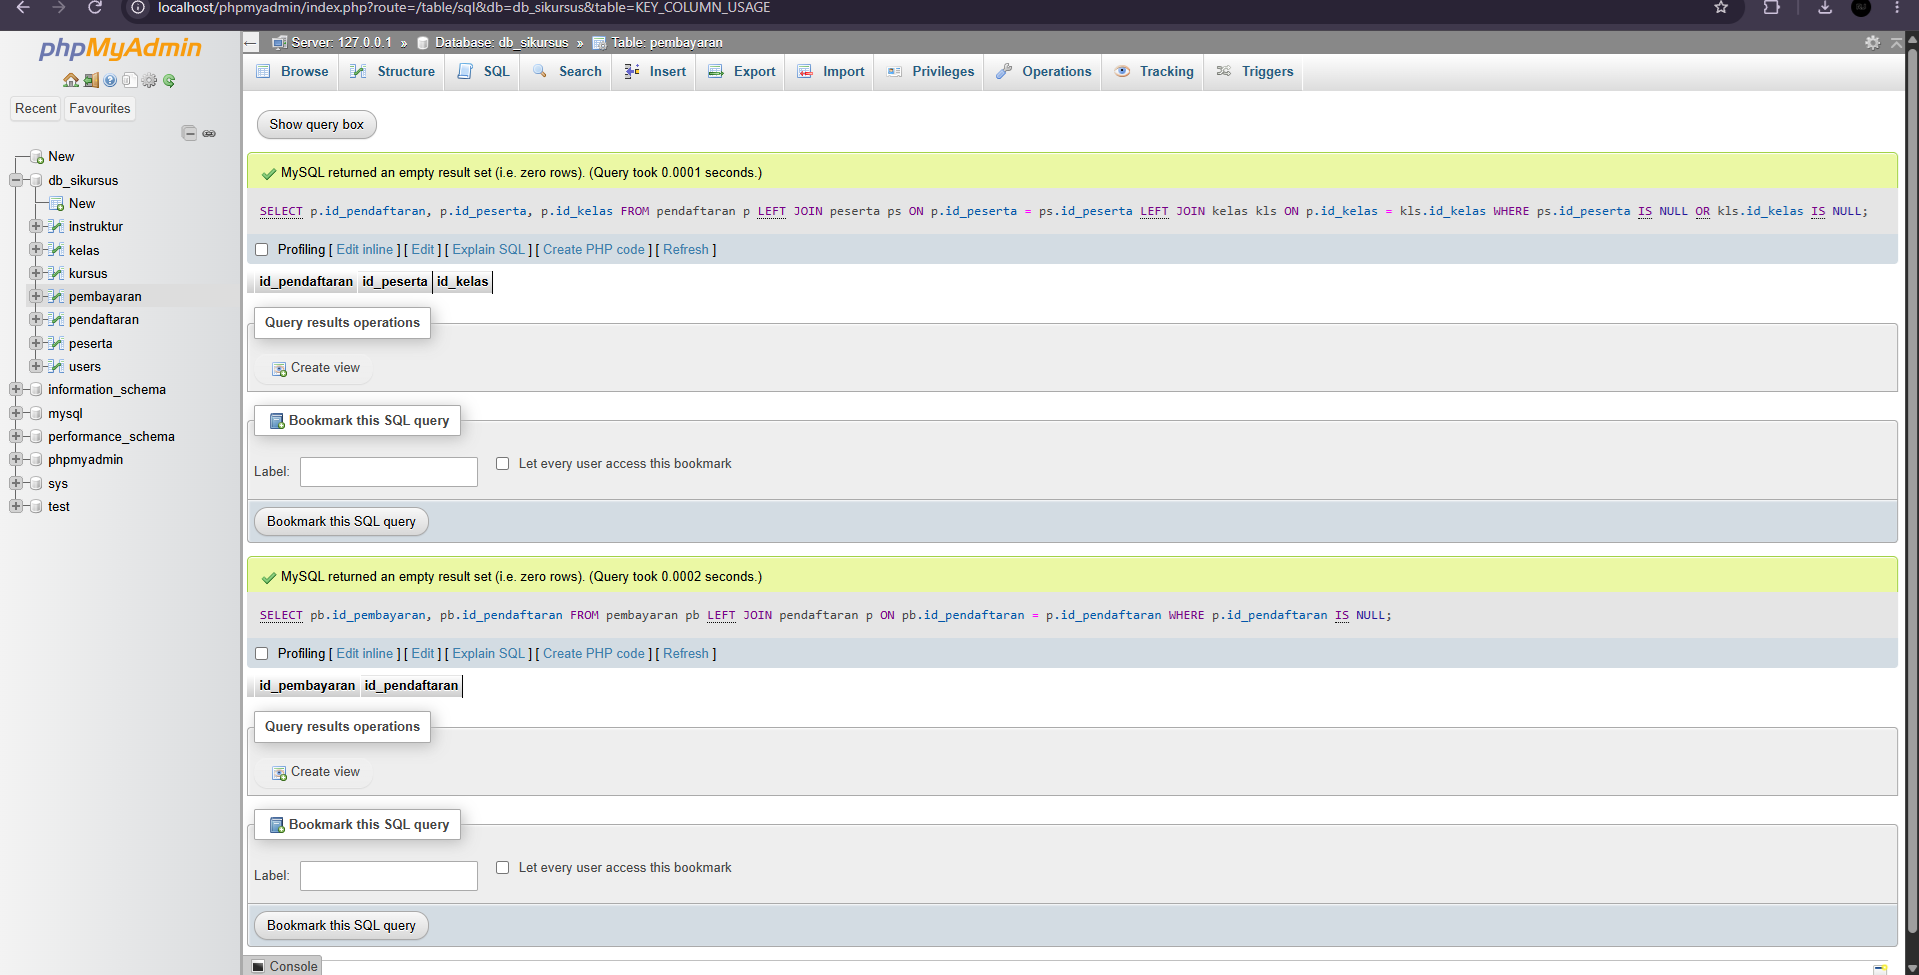 localhost/phpmyadmin/index.php?route=/table/sql&db=db_sikursus&table=KEY_COLUMN_USAGE
phpMyAdmin
Recent Favourites
New
db_sikursus
New
instruktur
kelas
kursus
pembayaran
pendaftaran
peserta
users
information_schema
mysql
performance_schema
phpmyadmin
sys
test
Server: 127.0.0.1 » Database: db_sikursus » Table: pembayaran
Browse Structure SQL Search Insert Export Import Privileges Operations Tracking Triggers
Show query box
MySQL returned an empty result set (i.e. zero rows). (Query took 0.0001 seconds.)
SELECT p.id_pendaftaran, p.id_peserta, p.id_kelas FROM pendaftaran p LEFT JOIN peserta ps ON p.id_peserta = ps.id_peserta LEFT JOIN kelas kls ON p.id_kelas = kls.id_kelas WHERE ps.id_peserta IS NULL OR kls.id_kelas IS NULL;
Profiling [ Edit inline ] [ Edit ] [ Explain SQL ] [ Create PHP code ] [ Refresh ]
id_pendaftaran id_peserta id_kelas
Query results operations
Create view
Bookmark this SQL query
Label: Let every user access this bookmark
Bookmark this SQL query
MySQL returned an empty result set (i.e. zero rows). (Query took 0.0002 seconds.)
SELECT pb.id_pembayaran, pb.id_pendaftaran FROM pembayaran pb LEFT JOIN pendaftaran p ON pb.id_pendaftaran = p.id_pendaftaran WHERE p.id_pendaftaran IS NULL;
Profiling [ Edit inline ] [ Edit ] [ Explain SQL ] [ Create PHP code ] [ Refresh ]
id_pembayaran id_pendaftaran
Query results operations
Create view
Bookmark this SQL query
Label: Let every user access this bookmark
Bookmark this SQL query
Console